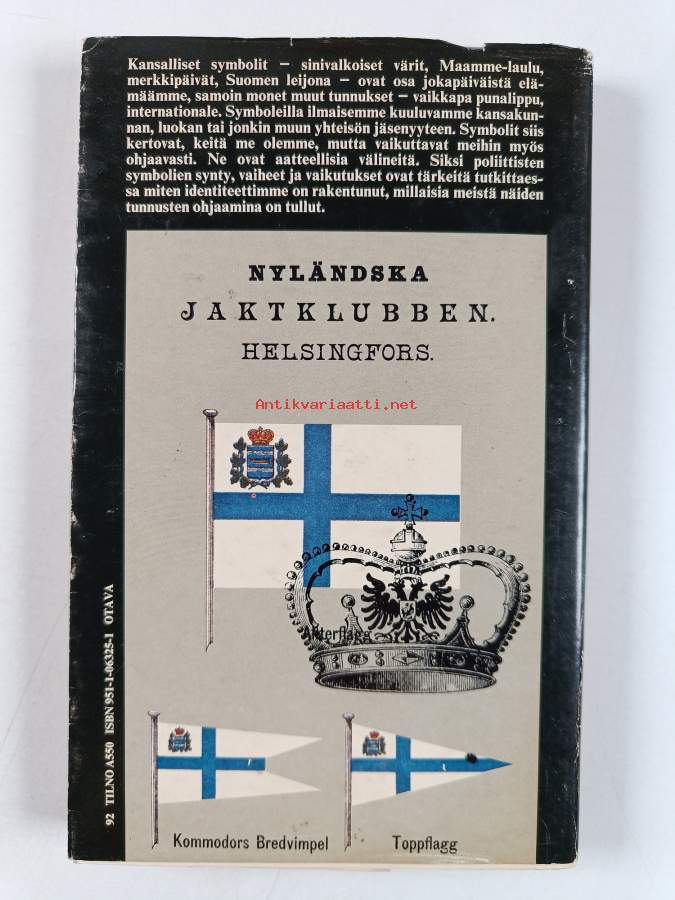 Kansalliset symbolit – sinivalkoiset värit, Maamme-laulu,
merkkipäivät, Suomen leijona – ovat osa jokapäiväistä elä-
määmme, samoin monet muut tunnukset – vaikkapa punalippu,
internationale. Symboleilla ilmaisemme kuuluvamme kansakun-
nan, luokan tai jonkin muun yhteisön jäsenyyteen. Symbolit siis
kertovat, keitä me olemme, mutta vaikuttavat meihin myös
ohjaavasti. Ne ovat aatteellisia välineitä. Siksi poliittisten
symbolien synty, vaiheet ja vaikutukset ovat tärkeitä tutkittaes-
sa miten identiteettimme on rakentunut, millaisia meistä näiden
tunnusten ohjaamina on tullut.
NYLÄNDSKA
JAKTKLUBBEN.
HELSINGFORS.
Antikvariaatti.net
Akterflagg
Kommodors Bredvimpel
Toppflagg
92 TILNO A550 ISBN 951-1-06325-1 OTAVA